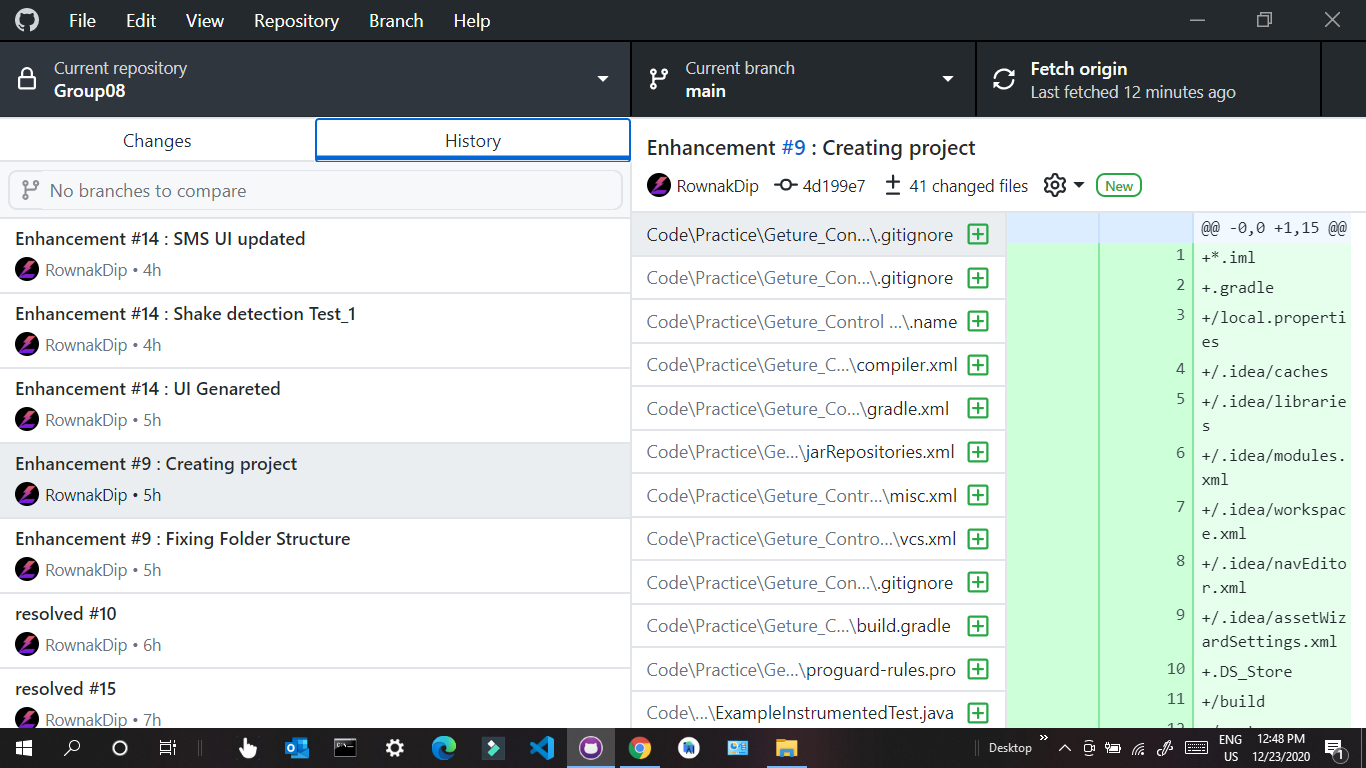 File Edit View Repository Branch Help
Current repository
Group08
Current branch
main
Fetch origin
Last fetched 12 minutes ago
Changes
History
No branches to compare
Enhancement #14 : SMS UI updated
RownakDip • 4h
Enhancement #14 : Shake detection Test_1
RownakDip • 4h
Enhancement #14 : UI Genareted
RownakDip • 5h
Enhancement #9 : Creating project
RownakDip • 5h
Enhancement #9 : Fixing Folder Structure
RownakDip • 5h
resolved #10
RownakDip • 6h
resolved #15
RownakDip • 7h
Enhancement #9 : Creating project
RownakDip 4d199e7 41 changed files New
Code\Practice\Geture_Con...\.gitignore
Code\Practice\Geture_Con...\.gitignore
Code\Practice\Geture_Control ...\.name
Code\Practice\Geture_C...\compiler.xml
Code\Practice\Geture_Co...\gradle.xml
Code\Practice\Ge...\jarRepositories.xml
Code\Practice\Geture_Contr...\misc.xml
Code\Practice\Geture_Contro...\vcs.xml
Code\Practice\Geture_Con...\.gitignore
Code\Practice\Geture_C...\build.gradle
Code\Practice\Ge...\proguard-rules.pro
Code\...\ExampleInstrumentedTest.java
@@ -0,0 +1,15 @@
1 +*.iml
2 +.gradle
3 +/local.properti
es
4 +/.idea/caches
5 +/.idea/librarie
s
6 +/.idea/modules.
xml
7 +/.idea/workspac
e.xml
8 +/.idea/navEdito
r.xml
9 +/.idea/assetWiz
ardSettings.xml
10 +.DS_Store
11 +/build
Desktop
ENG
US
12:48 PM
12/23/2020
1